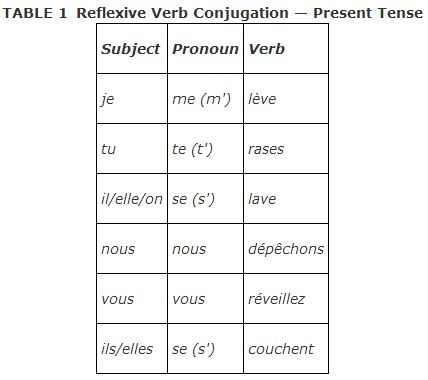 TABLE 1 Reflexive Verb Conjugation — Present Tense
Subject Pronoun Verb
je me (m') lève
tu te (t') rases
il/elle/on se (s') lave
nous nous dépêchons
vous vous réveillez
ils/elles se (s') couchent